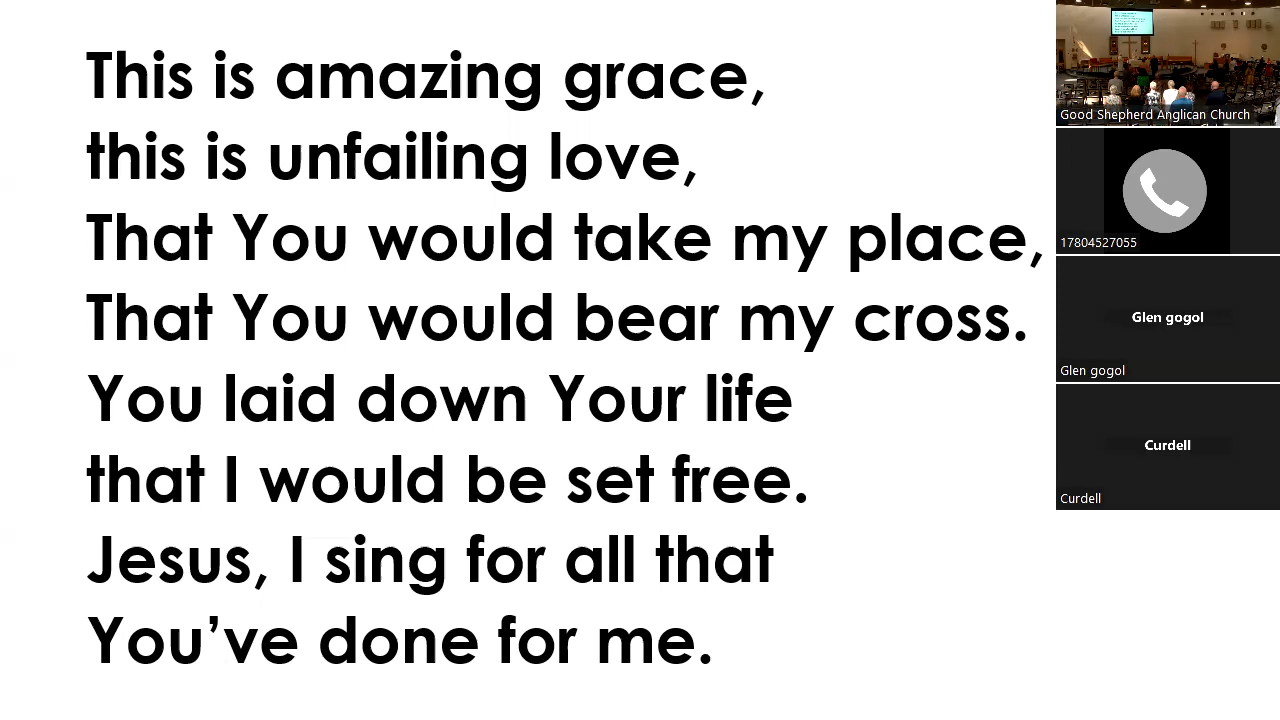 This is amazing grace,
this is unfailing love,
That You would take my place,
That You would bear my cross.
You laid down Your life
that I would be set free.
Jesus, I sing for all that
You’ve done for me.
Good Shepherd Anglican Church
17804527055
Glen gogol
Glen gogol
Curdell
Curdell